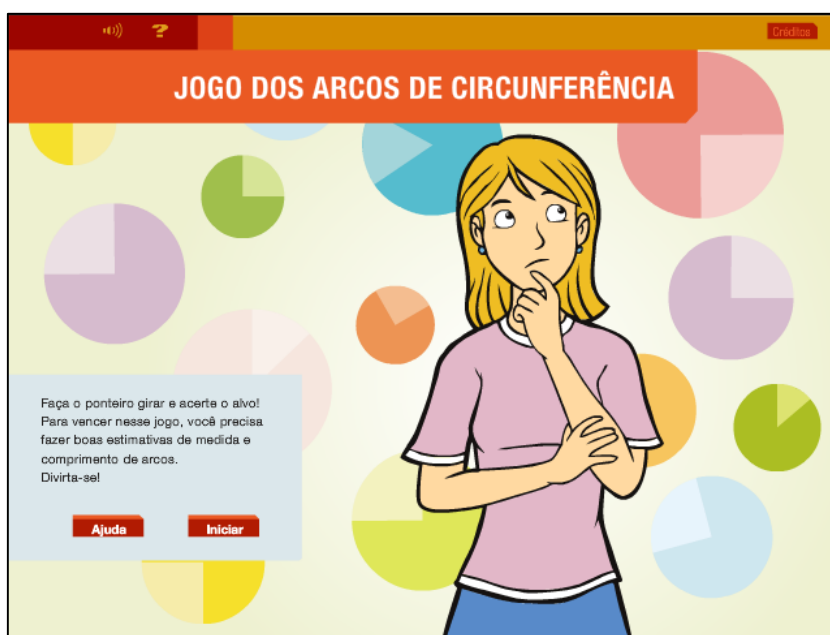 ?
Créditos
JOGO DOS ARCOS DE CIRCUNFERÊNCIA
Faça o ponteiro girar e acerte o alvo!
Para vencer nesse jogo, você precisa
fazer boas estimativas de medida e
comprimento de arcos.
Divirta-se!
Ajuda
Iniciar